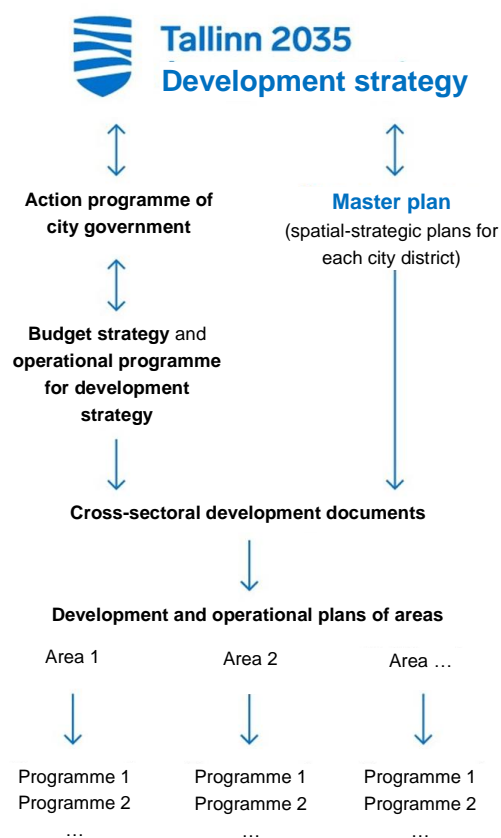 Tallinn 2035
Development strategy
Action programme of
city government
Master plan
(spatial-strategic plans for
each city district)
Budget strategy and
operational programme
for development
strategy
Cross-sectoral development documents
Development and operational plans of areas
Area 1
Area 2
Area …
Programme 1
Programme 2
…
Programme 1
Programme 2
…
Programme 1
Programme 2
…